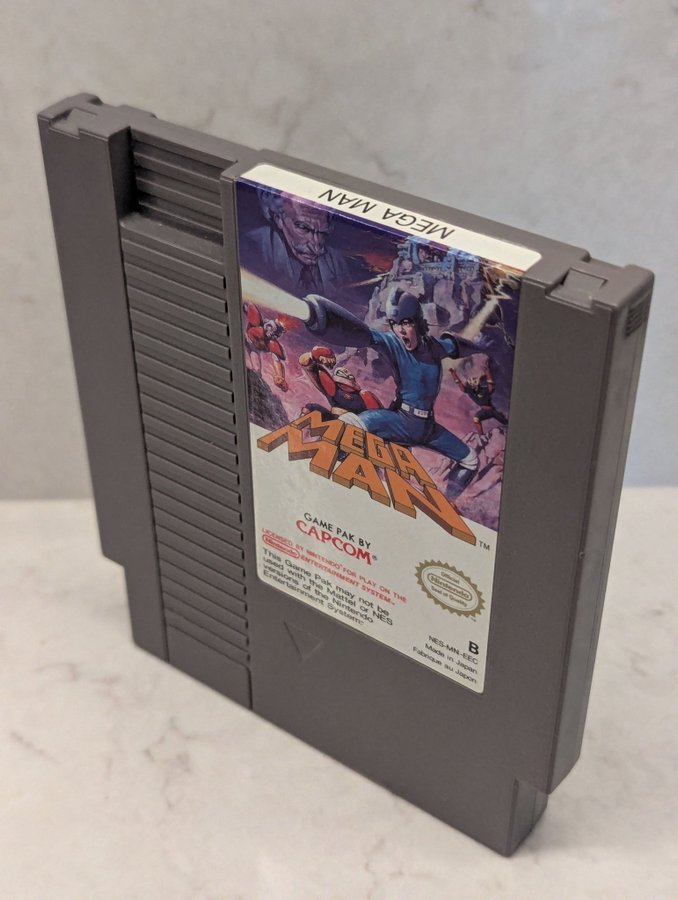 MEGA MAN
MEGA
MAN
TM
GAME PAK BY
CAPCOM®
LICENSED BY NINTENDO® FOR PLAY ON THE
Nintendo® ENTERTAINMENT SYSTEM™
This Game Pak may not be
used with the Mattel or NES
versions of the Nintendo
Entertainment System.
Official
Nintendo
Seal of Quality
B
NES-MN-EEC
Made in Japan
Fabriqué au Japon